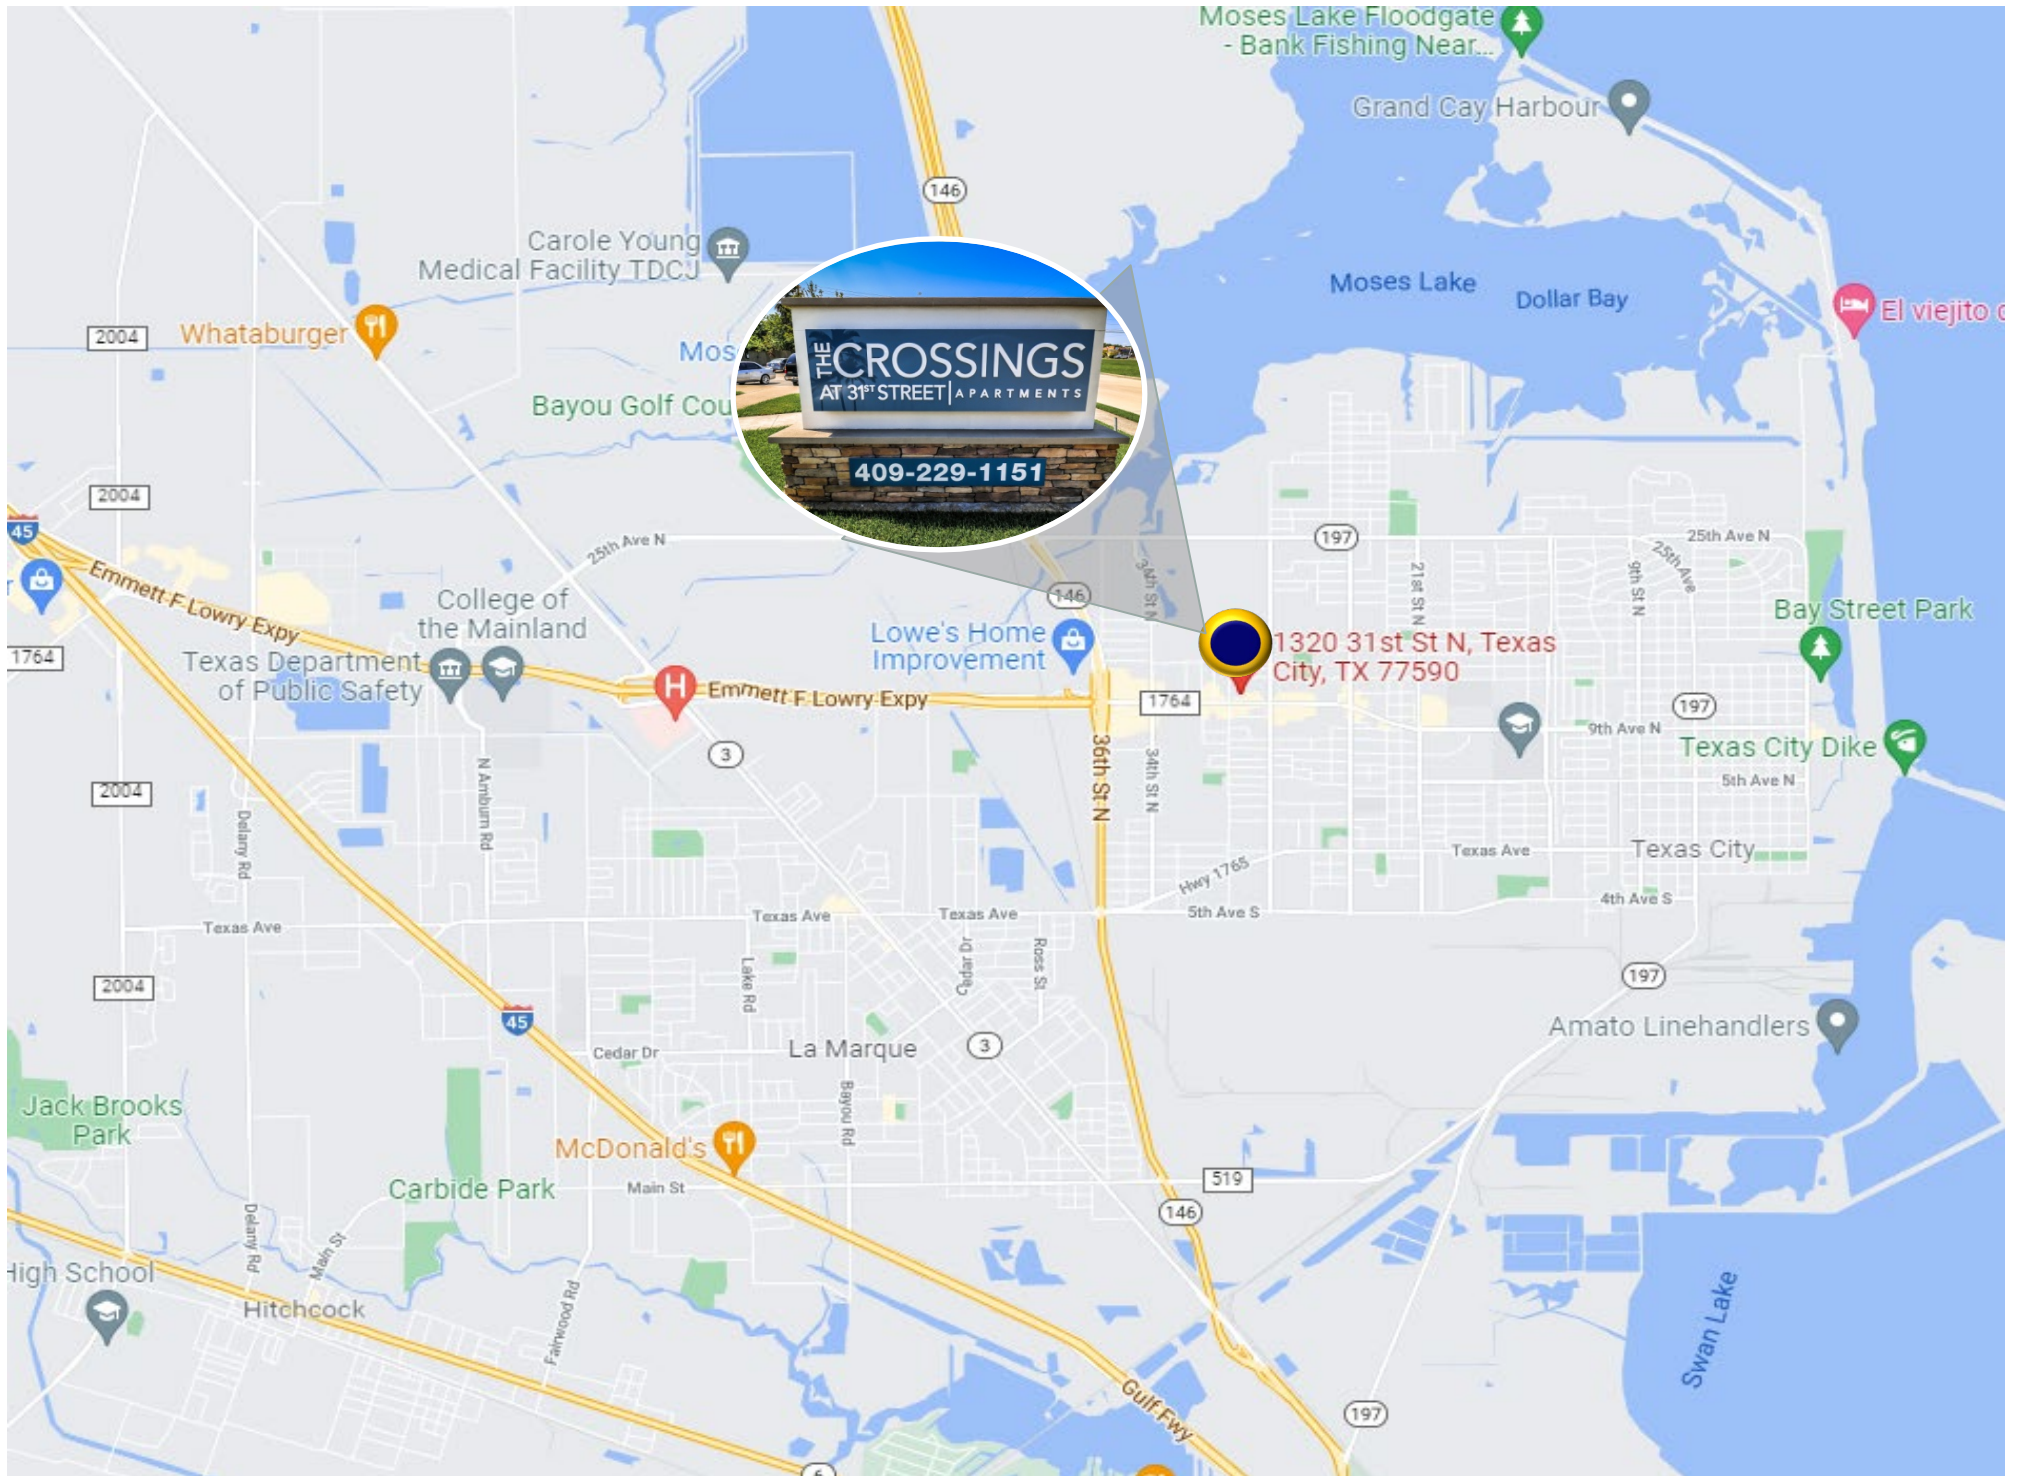 Moses Lake Floodgate
- Bank Fishing Near...
Grand Cay Harbour
146
Carole Young
Medical Facility TDCJ
Moses Lake
Dollar Bay
El viejito
2004
Whataburger
Mos
Bayou Golf Cou
THE CROSSINGS
AT 31ST STREET | APARTMENTS
409-229-1151
2004
45
25th Ave N
197
25th Ave N
25th Ave
34th St N
21st St N
9th St N
Emmett F Lowry Expy
College of
the Mainland
146
Bay Street Park
Lowe's Home
Improvement
1320 31st St N, Texas
City, TX 77590
1764
Texas Department
of Public Safety
H
Emmett F Lowry Expy
1764
197
9th Ave N
3
36th St N
34th St N
Texas City Dike
5th Ave N
2004
N Amburn Rd
Delany Rd
Texas Ave
Texas City
Hwy 1765
4th Ave S
Texas Ave
Texas Ave
Texas Ave
5th Ave S
Lake Rd
Cedar Dr
Ross St
2004
197
45
Amato Linehandlers
Cedar Dr
La Marque
3
Bayou Rd
Jack Brooks
Park
McDonald's
Carbide Park
Main St
519
146
Delany Rd
Main St
High School
Hitchcock
Fairwood Rd
Swan Lake
Gulf Fwy
197
6